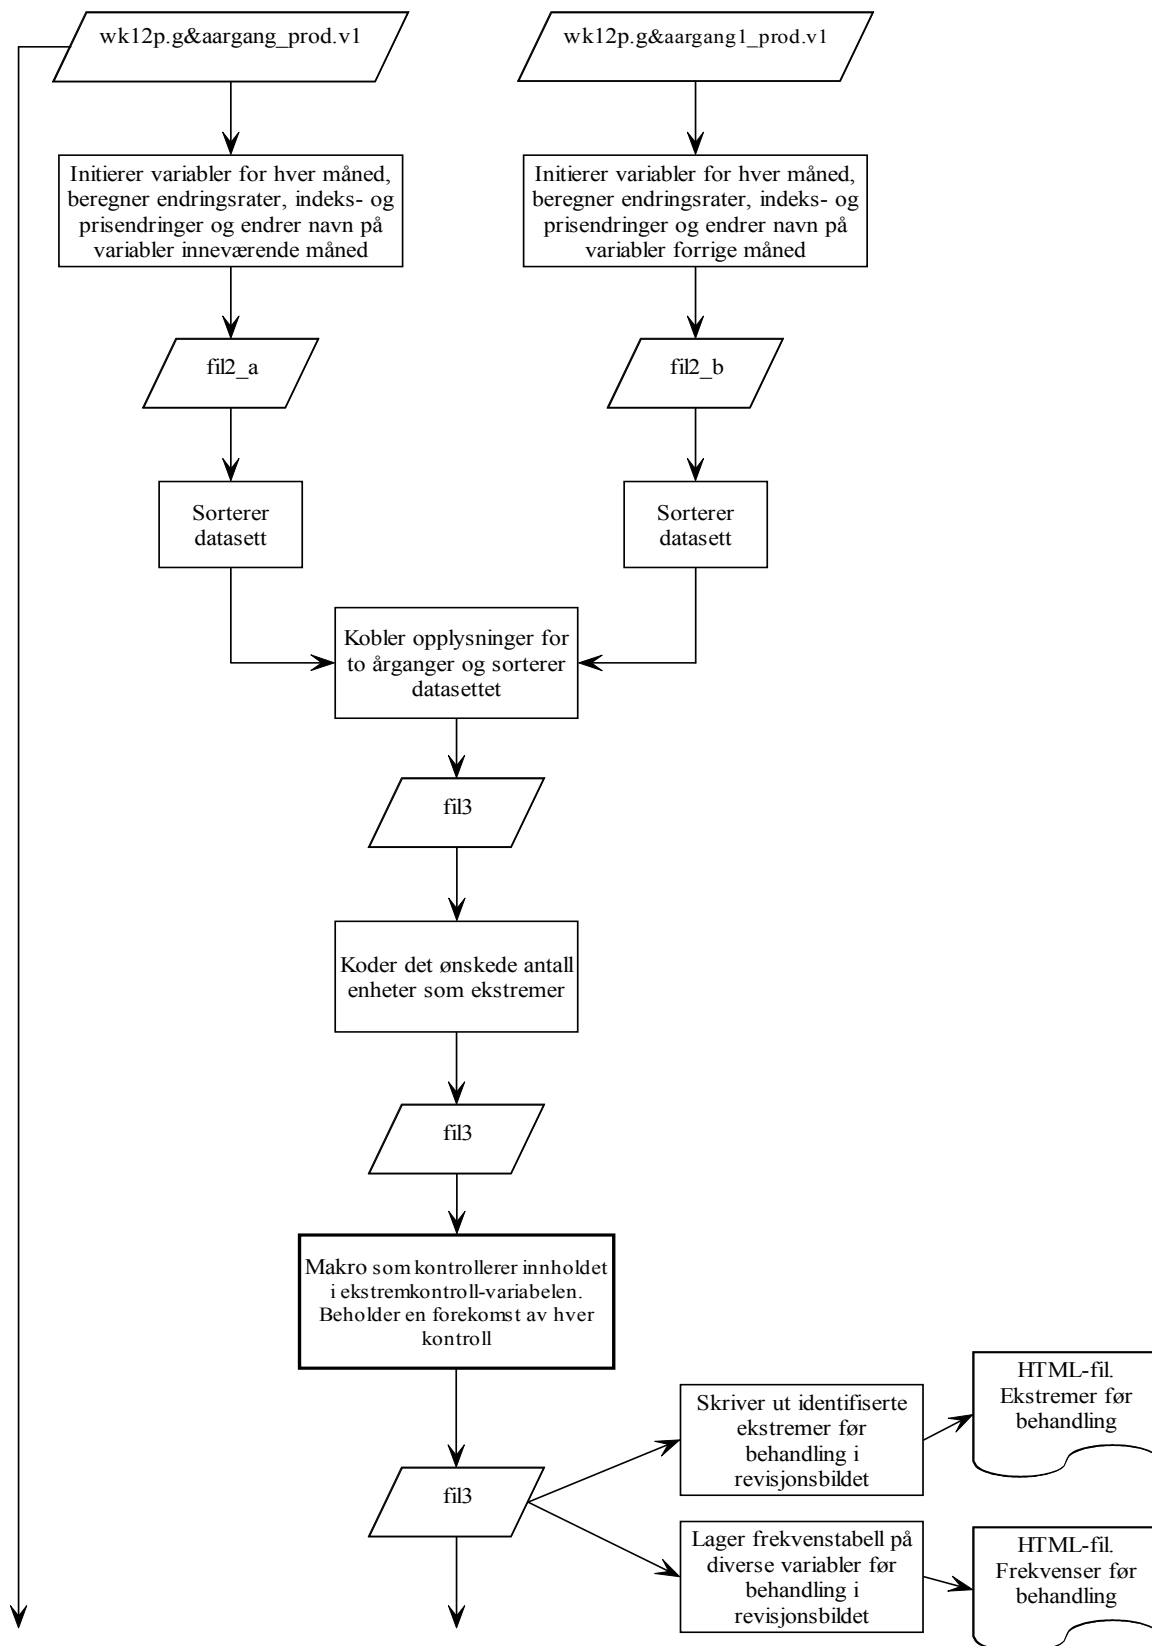 wk12p.g&aargang_prod.v1
wk12p.g&aargang1_prod.v1
Initierer variabler for hver måned,
beregner endringsrater, indeks- og
prisendringer og endrer navn på
variabler inneværende måned
Initierer variabler for hver måned,
beregner endringsrater, indeks- og
prisendringer og endrer navn på
variabler forrige måned
fil2_a
fil2_b
Sorterer
datasett
Sorterer
datasett
Kobler opplysninger for
to årganger og sorterer
datasettet
fil3
Koder det ønskede antall
enheter som ekstremer
fil3
Makro som kontrollerer innholdet
i ekstremkontroll-variabelen.
Beholder en forekomst av hver
kontroll
fil3
Skriver ut identifiserte
ekstremer før
behandling i
revisjonsbildet
HTML-fil.
Ekstremer før
behandling
Lager frekvenstabell på
diverse variabler før
behandling i
revisjonsbildet
HTML-fil.
Frekvenser før
behandling